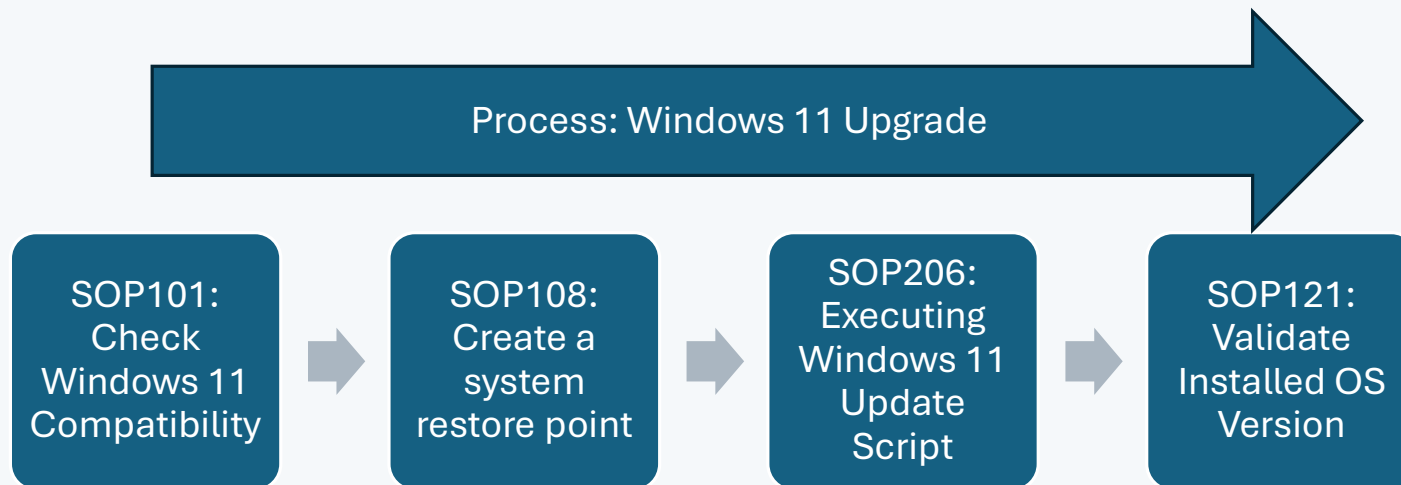 Process: Windows 11 Upgrade
SOP101:
Check
Windows 11
Compatibility
SOP108:
Create a
system
restore point
SOP206:
Executing
Windows 11
Update
Script
SOP121:
Validate
Installed OS
Version